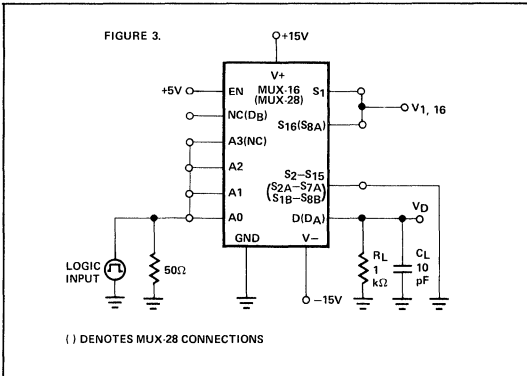 FIGURE 3.
+15V
V+
MUX-16
(MUX-28)
+5V
EN
S1
NC(DB)
V1, 16
S16(S8A)
A3(NC)
A2
S2–S15
(S2A–S7A)
(S1B–S8B)
A1
VD
A0
D(DA)
GND
V–
LOGIC
INPUT
50Ω
RL
1
kΩ
CL
10
pF
–15V
( ) DENOTES MUX-28 CONNECTIONS